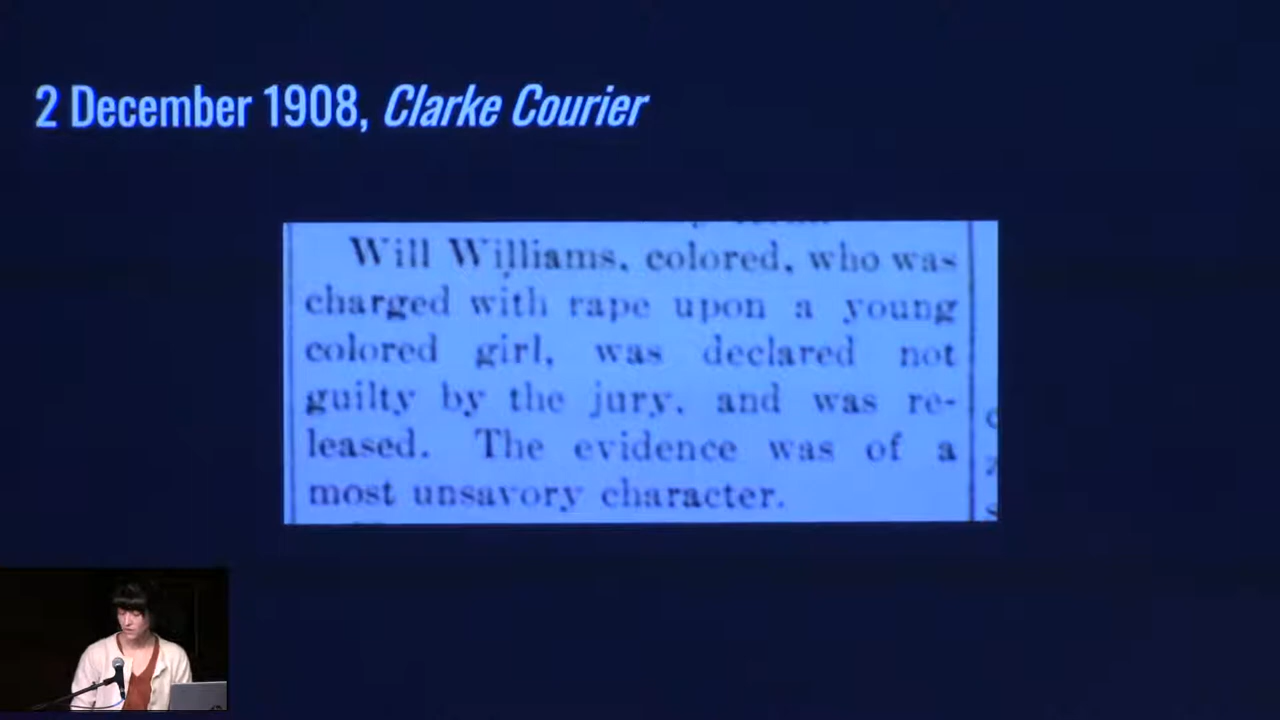 2 December 1908, Clarke Courier
Will Williams, colored, who was
charged with rape upon a young
colored girl, was declared not
guilty by the jury, and was re-
leased. The evidence was of a
most unsavory character.